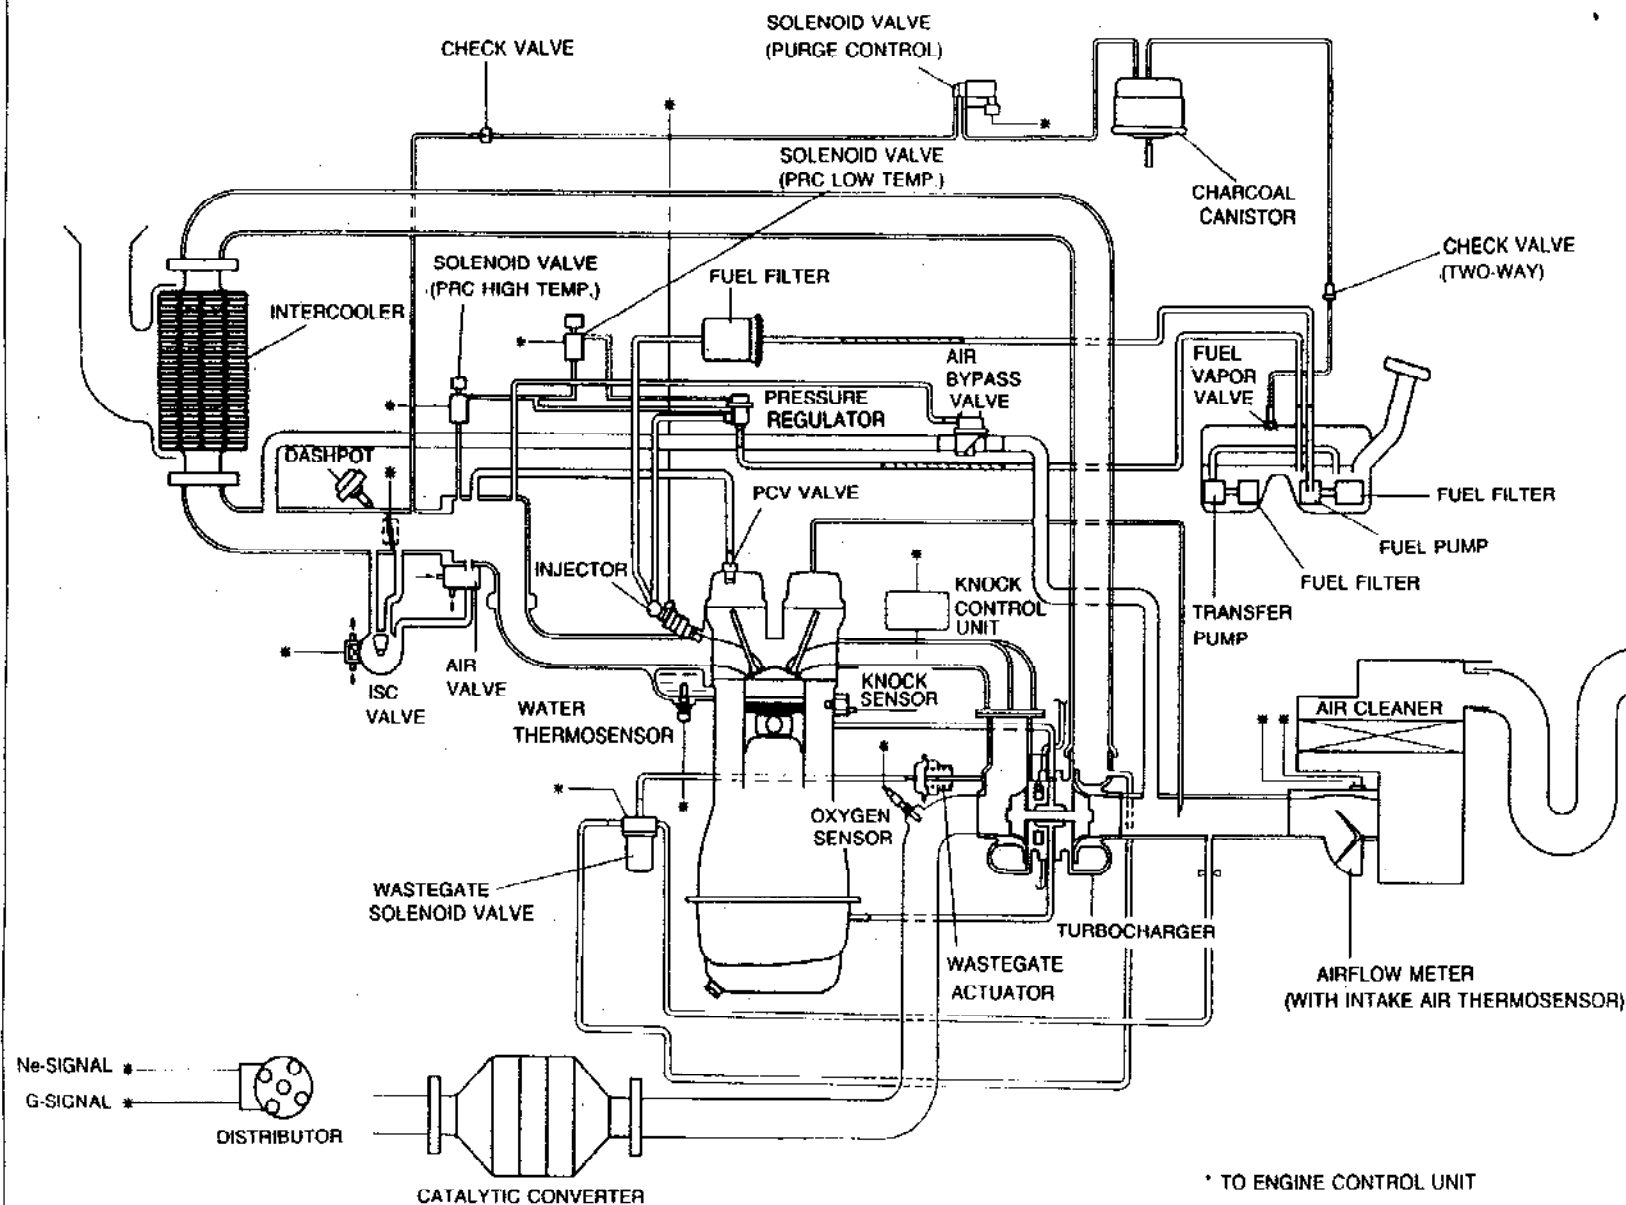 SOLENOID VALVE
(PURGE CONTROL)
CHECK VALVE
*
*
SOLENOID VALVE
(PRC LOW TEMP.)
CHARCOAL
CANISTOR
CHECK VALVE
(TWO-WAY)
SOLENOID VALVE
(PRC HIGH TEMP.)
FUEL FILTER
INTERCOOLER
*
AIR
BYPASS
VALVE
FUEL
VAPOR
VALVE
*
PRESSURE
REGULATOR
DASHPOT
*
PCV VALVE
FUEL FILTER
FUEL PUMP
FUEL FILTER
TRANSFER
PUMP
INJECTOR
*
KNOCK
CONTROL
UNIT
*
ISC
VALVE
AIR
VALVE
WATER
THERMOSENSOR
KNOCK
SENSOR
AIR CLEANER
* *
*
*
*
OXYGEN
SENSOR
WASTEGATE
SOLENOID VALVE
TURBOCHARGER
WASTEGATE
ACTUATOR
AIRFLOW METER
(WITH INTAKE AIR THERMOSENSOR)
Ne-SIGNAL *
G-SIGNAL *
DISTRIBUTOR
CATALYTIC CONVERTER
* TO ENGINE CONTROL UNIT